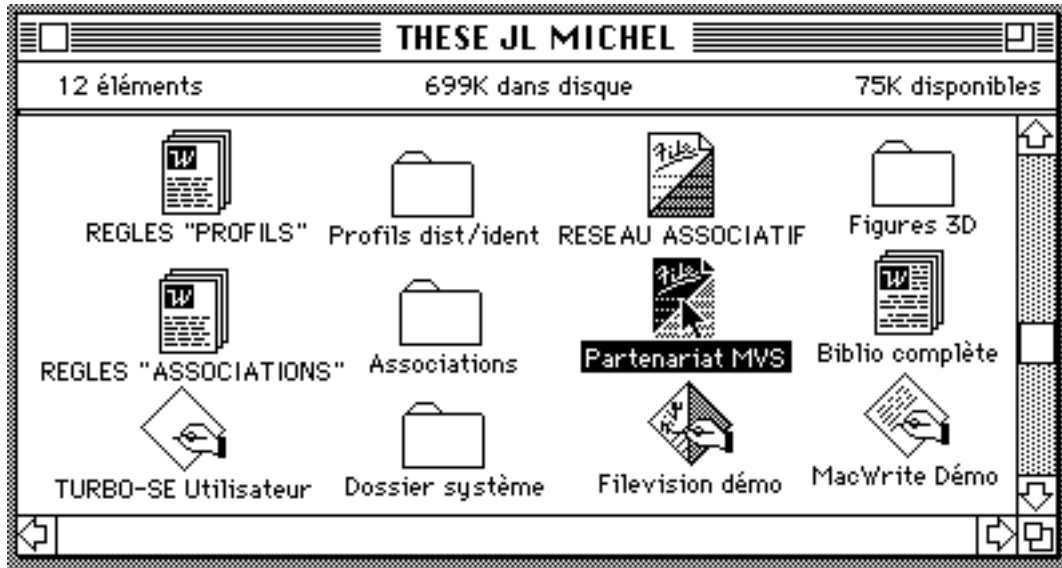 THESE JL MICHEL
12 éléments 699K dans disque 75K disponibles
REGLES "PROFILS" Profils dist/ident RESEAU ASSOCIATIF Figures 3D
REGLES "ASSOCIATIONS" Associations Partenariat MVS Biblio complète
TURBO-SE Utilisateur Dossier système Filevision démo MacWrite Démo